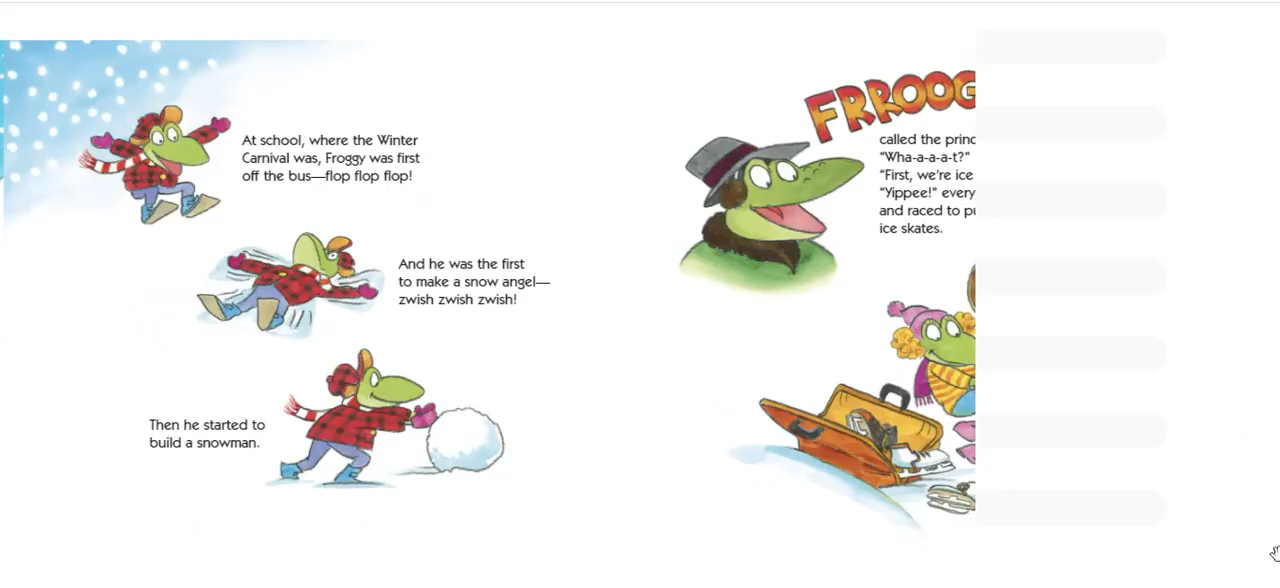 At school, where the Winter
Carnival was, Froggy was first
off the bus—flop flop flop!
And he was the first
to make a snow angel—
zwish zwish zwish!
Then he started to
build a snowman.
FRROOG
called the princ
"Wha-a-a-a-t?"
"First, we're ice
"Yippee!" every
and raced to
ice skates.